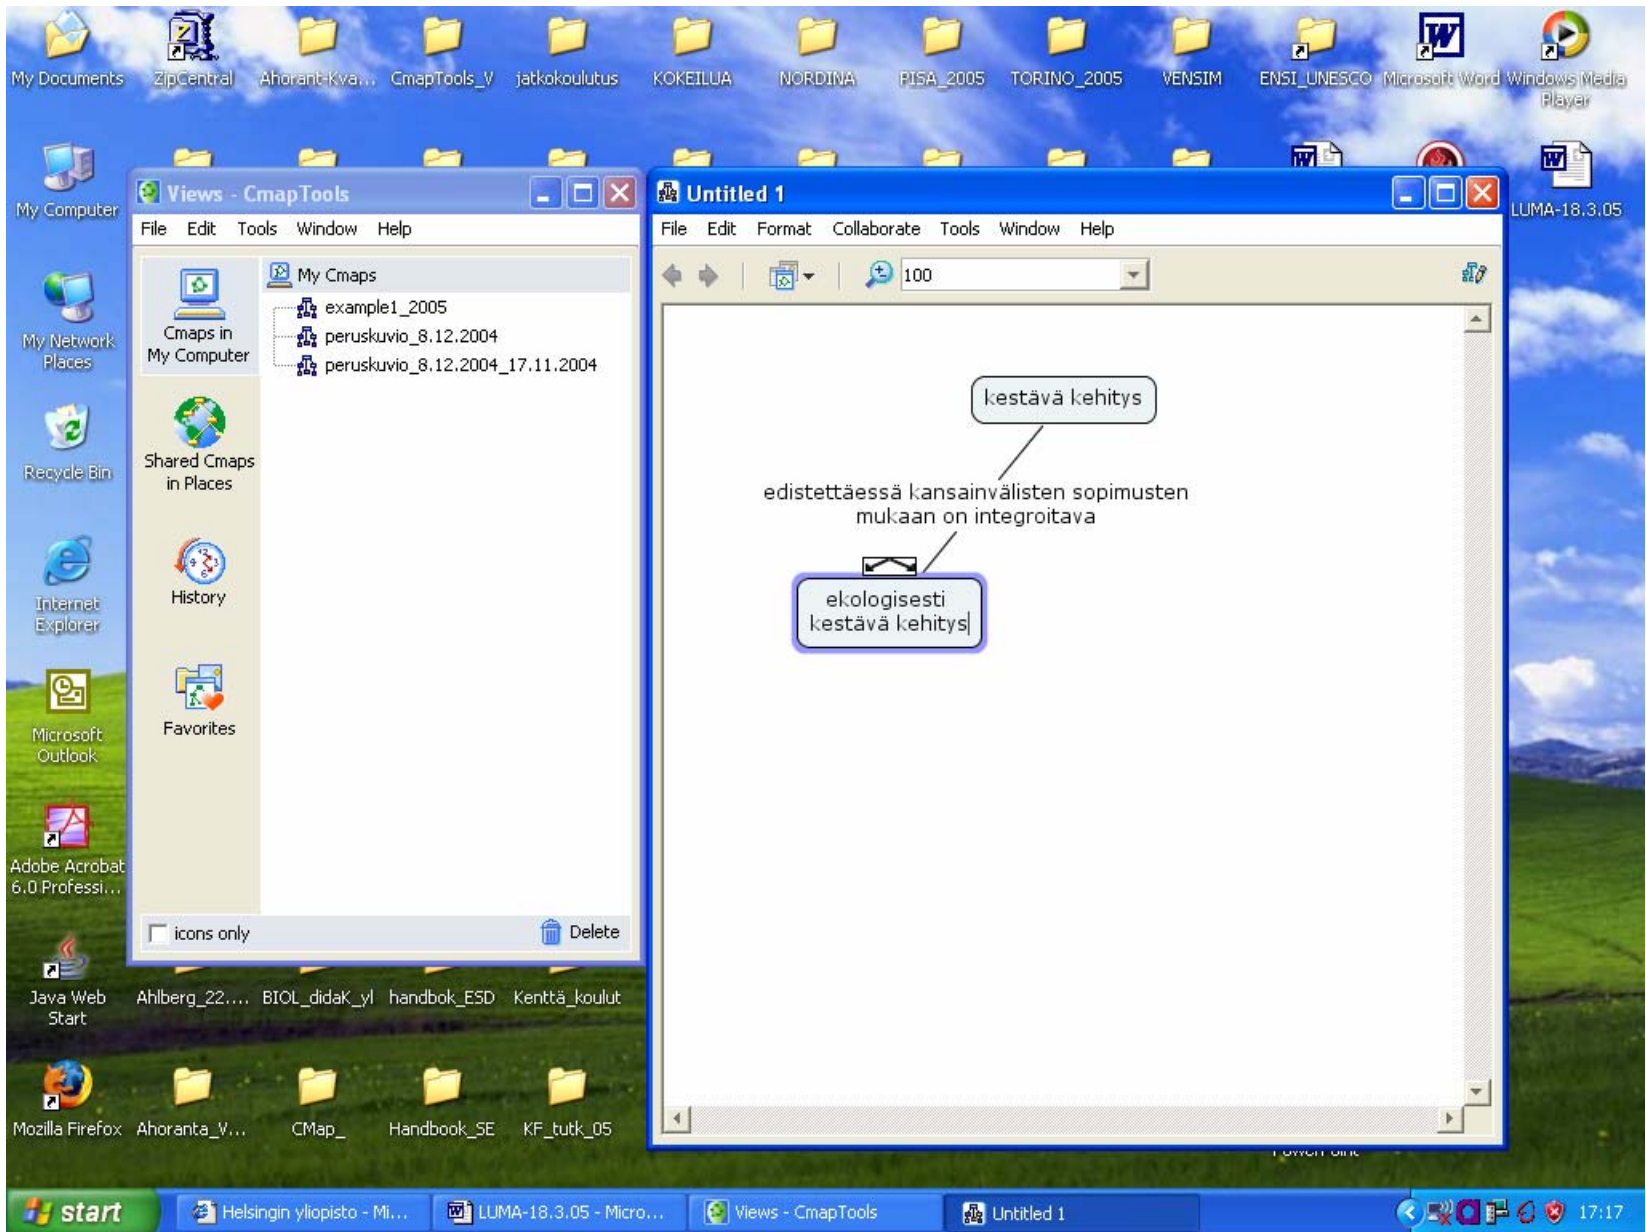 My Documents
ZipCentral
Ahorant-Kva...
CmapTools_V
jatkokoulutus
KOKEILUA
NORDINA
PISA_2005
TORINO_2005
VENSIM
ENSI_UNESCO
Microsoft Word
Windows Media
Player
My Computer
LUMA-18.3.05
My Network
Places
Recycle Bin
Internet
Explorer
Microsoft
Outlook
Adobe Acrobat
6.0 Professi...
Java Web
Start
Mozilla Firefox
Views - CmapTools
File Edit Tools Window Help
Cmaps in
My Computer
Shared Cmaps
in Places
History
Favorites
My Cmaps
example1_2005
peruskuvio_8.12.2004
peruskuvio_8.12.2004_17.11.2004
icons only
Delete
Untitled 1
File Edit Format Collaborate Tools Window Help
100
kestävä kehitys
edistettäessä kansainvälisten sopimusten
mukaan on integroitava
ekologisesti
kestävä kehitys
Ahlberg_22....
BIOL_didaK_yl
handbok_ESD
Kenttä_koulut
Ahoranta_V...
CMap_
Handbook_SE
KF_tutk_05
start
Helsingin yliopisto - Mi...
LUMA-18.3.05 - Micro...
Views - CmapTools
Untitled 1
17:17